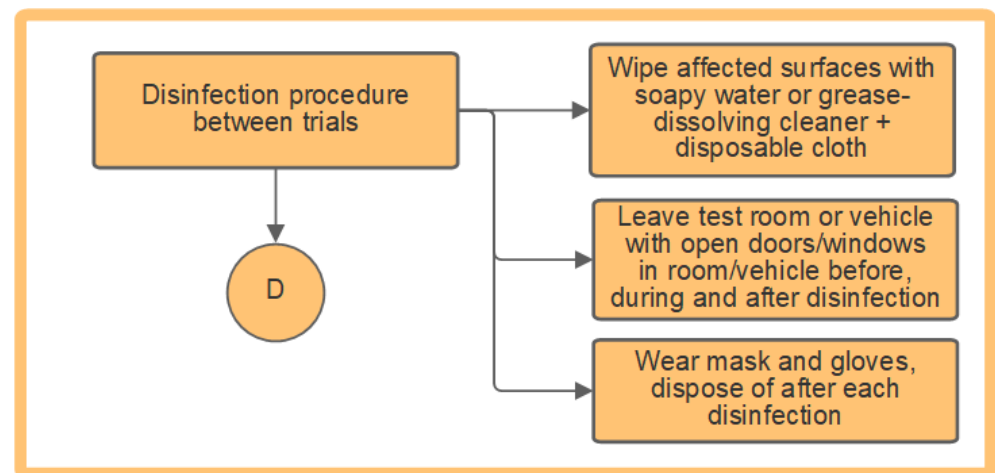 Disinfection procedure
between trials
Wipe affected surfaces with
soapy water or grease-
dissolving cleaner +
disposable cloth
Leave test room or vehicle
with open doors/windows
in room/vehicle before,
during and after disinfection
D
Wear mask and gloves,
dispose of after each
disinfection